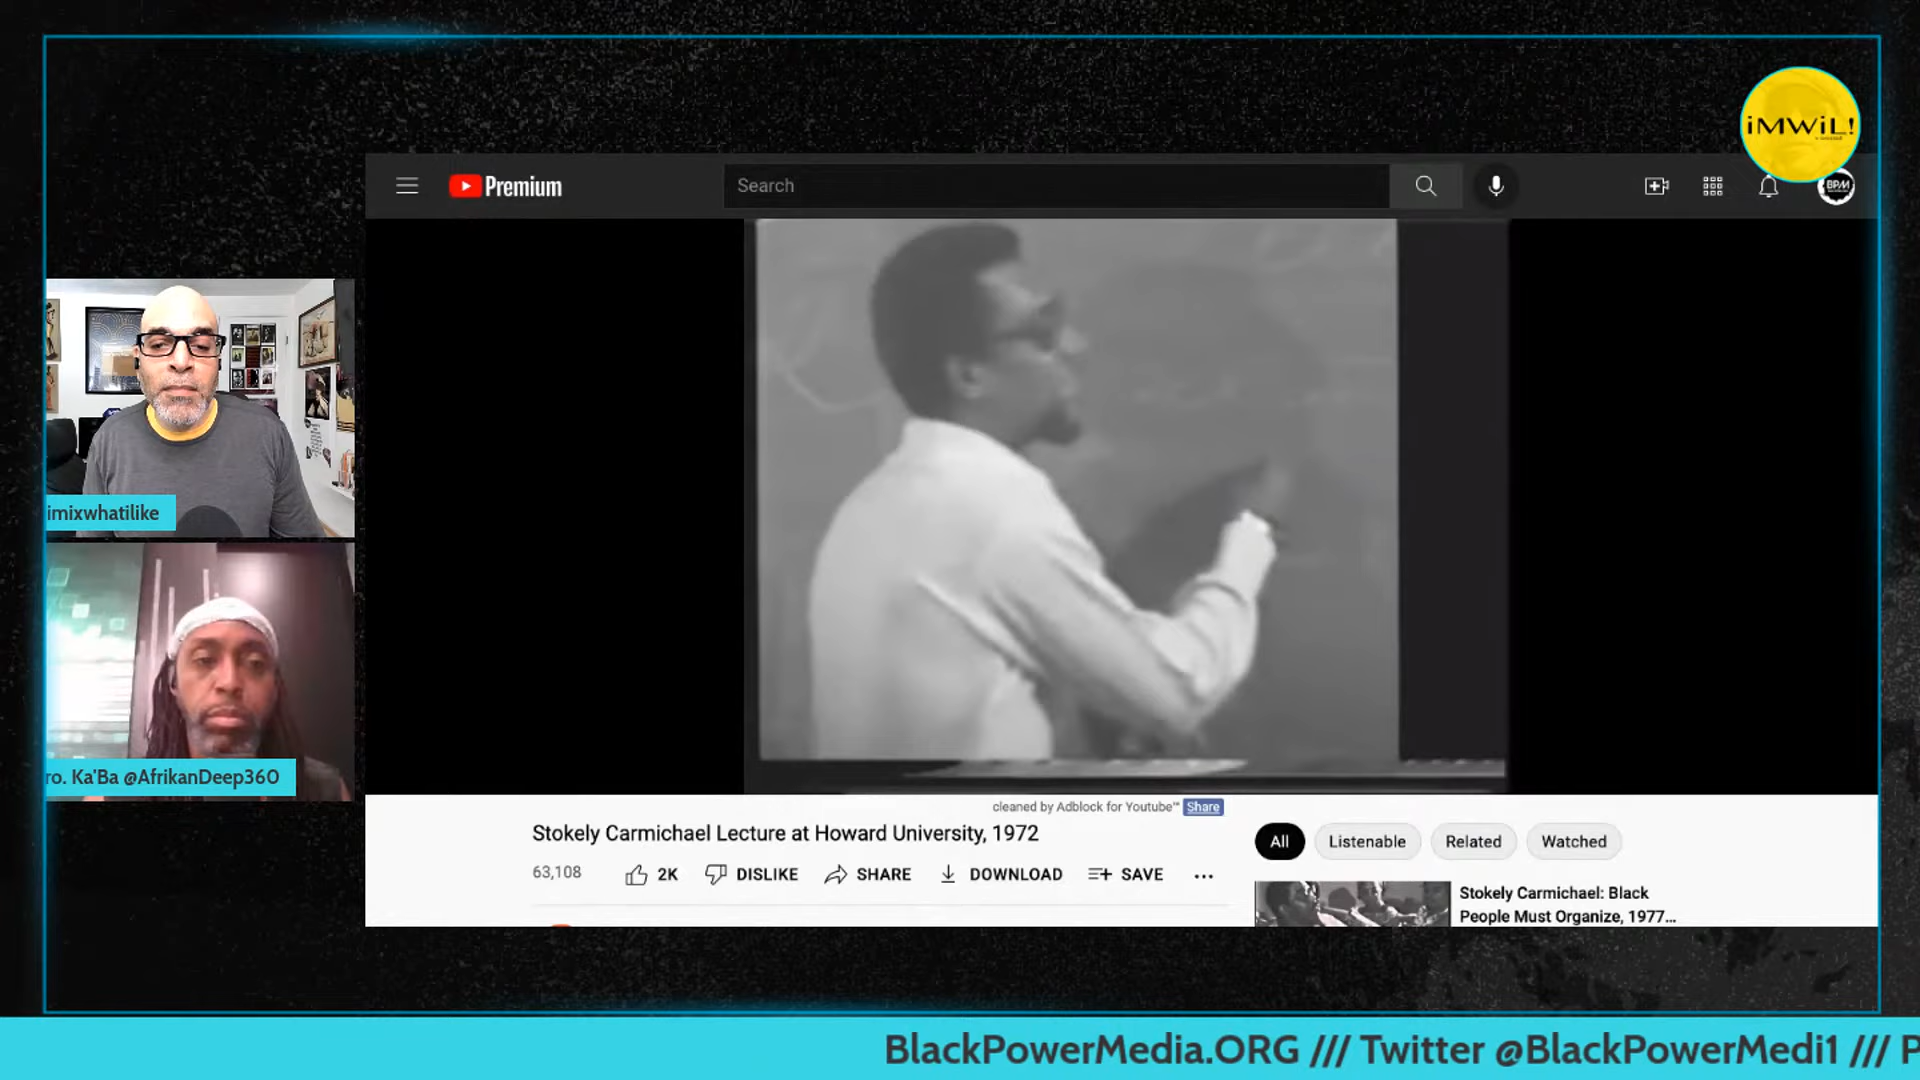 iMWiL!
Premium
Search
BPM
imixwhatilike
ro. Ka'Ba @AfrikanDeep360
cleaned by Adblock for Youtube™ Share
Stokely Carmichael Lecture at Howard University, 1972
63,108
2K
DISLIKE
SHARE
DOWNLOAD
SAVE
...
All
Listenable
Related
Watched
Stokely Carmichael: Black
People Must Organize, 1977...
BlackPowerMedia.ORG /// Twitter @BlackPowerMedi1 /// P